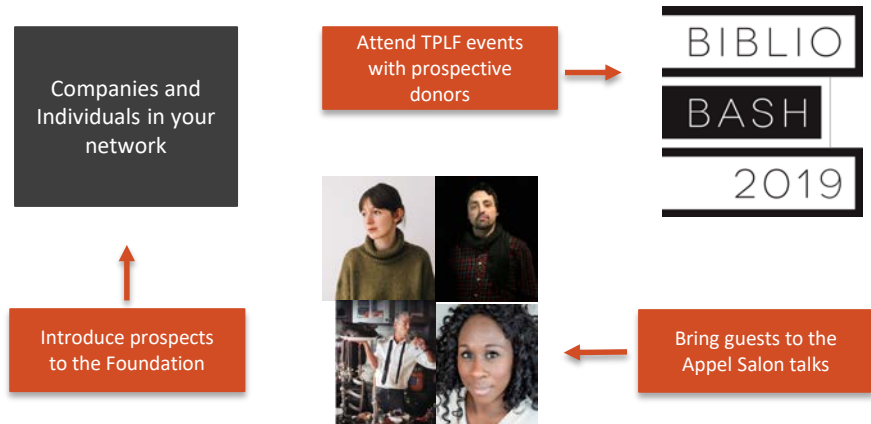 Companies and
Individuals in your
network
Attend TPLF events
with prospective
donors
BIBLIO
BASH
2019
Introduce prospects
to the Foundation
Bring guests to the
Appel Salon talks